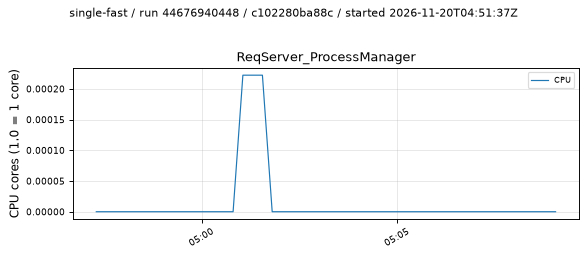 single-fast / run 44676940448 / c102280ba88c / started 2026-11-20T04:51:37Z
ReqServer_ProcessManager
CPU
CPU cores (1.0 = 1 core)
0.00020
0.00015
0.00010
0.00005
0.00000
05:00
05:05